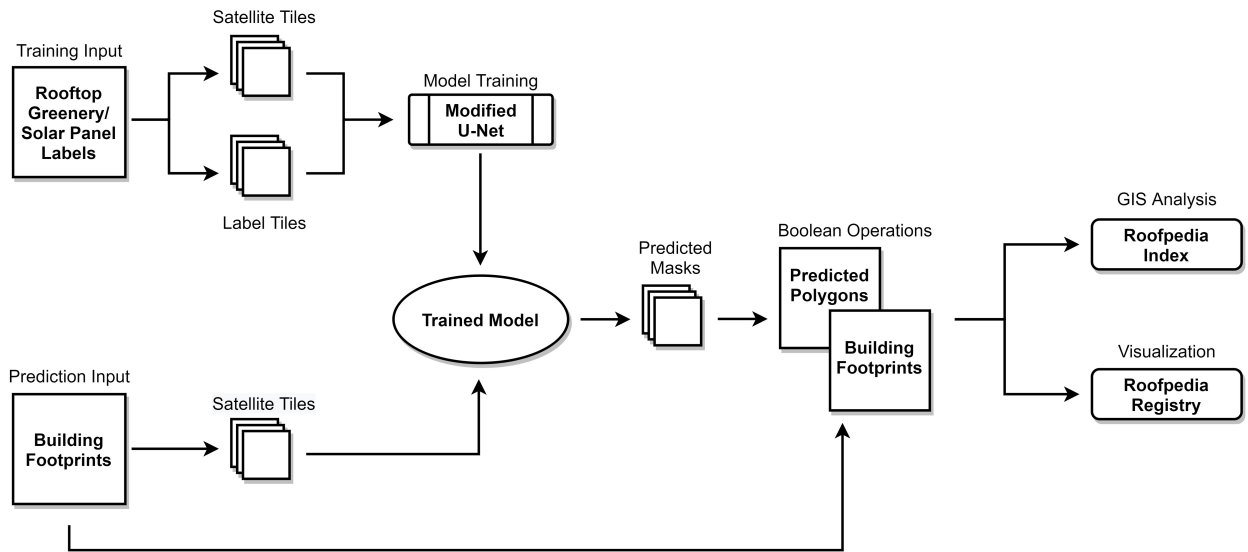 Satellite Tiles
Training Input
Rooftop
Greenery/
Solar Panel
Labels
Label Tiles
Model Training
Modified
U-Net
Trained Model
Prediction Input
Building
Footprints
Satellite Tiles
Predicted
Masks
Boolean Operations
Predicted
Polygons
Building
Footprints
GIS Analysis
Roofpedia
Index
Visualization
Roofpedia
Registry